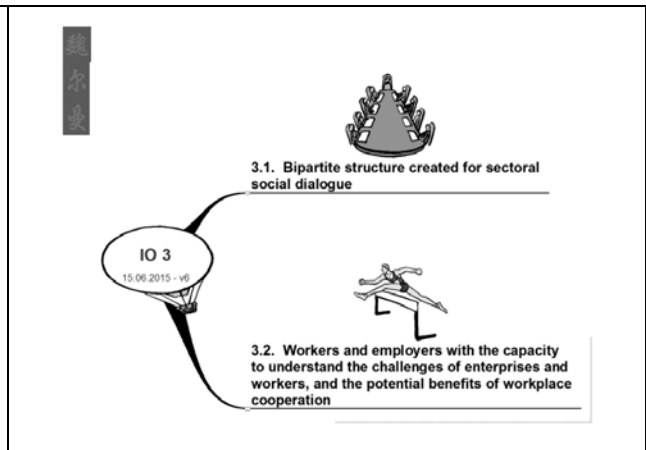 魏
尔
曼
3.1. Bipartite structure created for sectoral
social dialogue
IO 3
15.06.2015 - v6
3.2. Workers and employers with the capacity
to understand the challenges of enterprises and
workers, and the potential benefits of workplace
cooperation